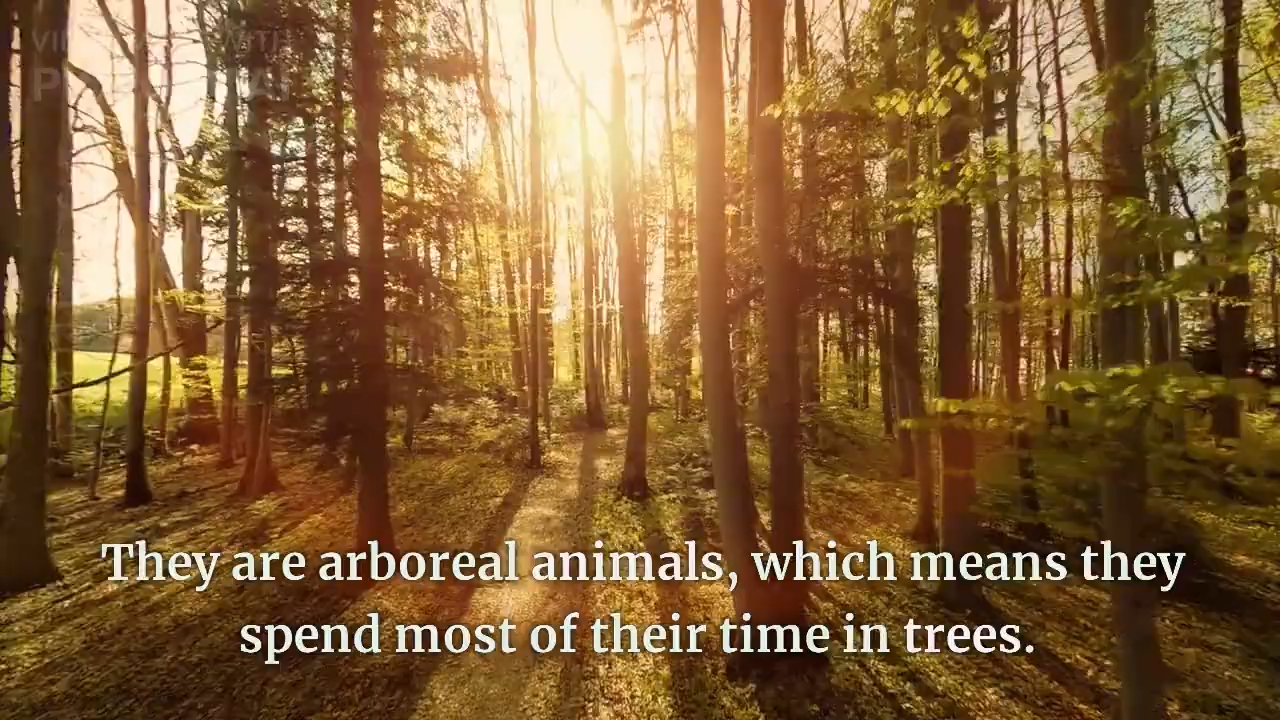 They are arboreal animals, which means they
spend most of their time in trees.